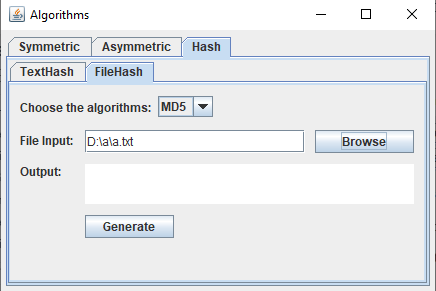 Algorithms
Symmetric Asymmetric Hash
TextHash FileHash
Choose the algorithms: MD5
File Input: D:\a\a.txt Browse
Output:
Generate